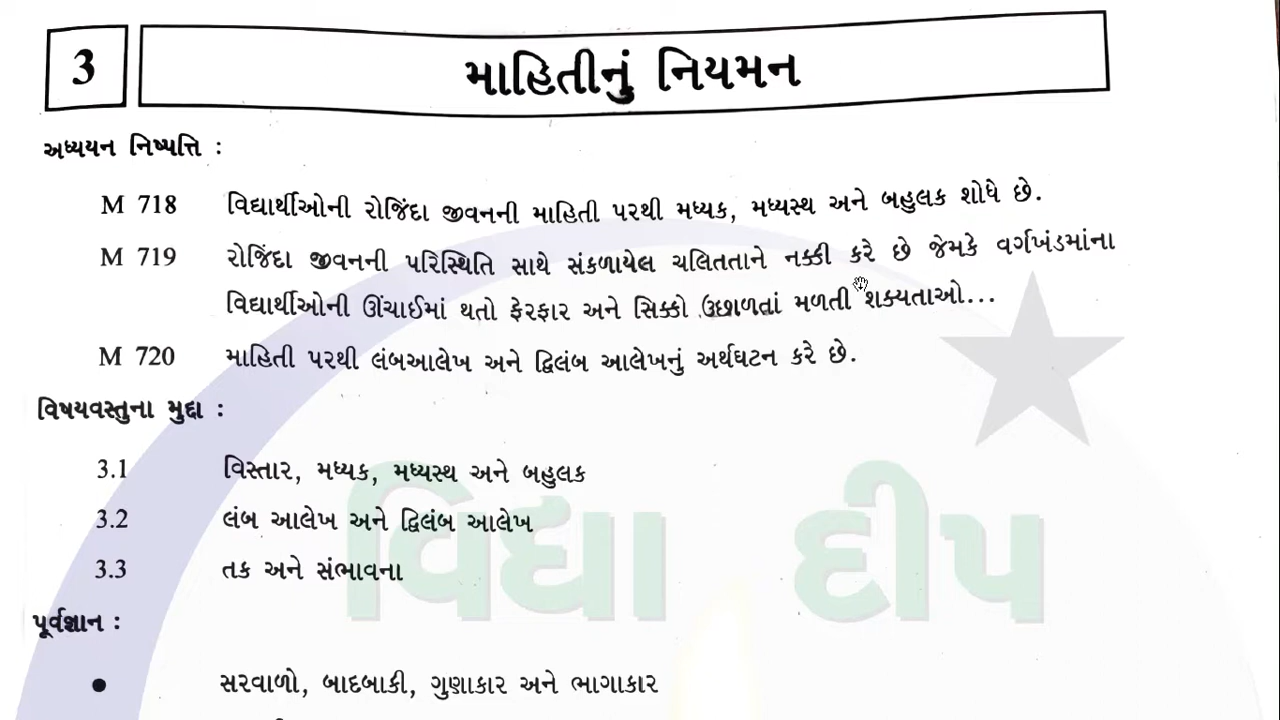 3
માહિતીનું નિયમન
અધ્યયન નિષ્પત્તિ :
M 718 વિદ્યાર્થીઓની રોજિંદા જીવનની માહિતી પરથી મધ્યક, મધ્યસ્થ અને બહુલક શોધે છે.
M 719 રોજિંદા જીવનની પરિસ્થિતિ સાથે સંકળાયેલ ચલિતતાને નક્કી કરે છે જેમકે વર્ગખંડમાંના
વિદ્યાર્થીઓની ઊંચાઈમાં થતો ફેરફાર અને સિક્કો ઉછાળતાં મળતી શક્યતાઓ...
M 720 માહિતી પરથી લંબઆલેખ અને દ્વિલંબ આલેખનું અર્થઘટન કરે છે.
વિષયવસ્તુના મુદ્દા :
3.1 વિસ્તાર, મધ્યક, મધ્યસ્થ અને બહુલક
3.2 લંબ આલેખ અને દ્વિલંબ આલેખ
3.3 તક અને સંભાવના
વિદ્યા દીપ
પૂર્વજ્ઞાન :
• સરવાળો, બાદબાકી, ગુણાકાર અને ભાગાકાર